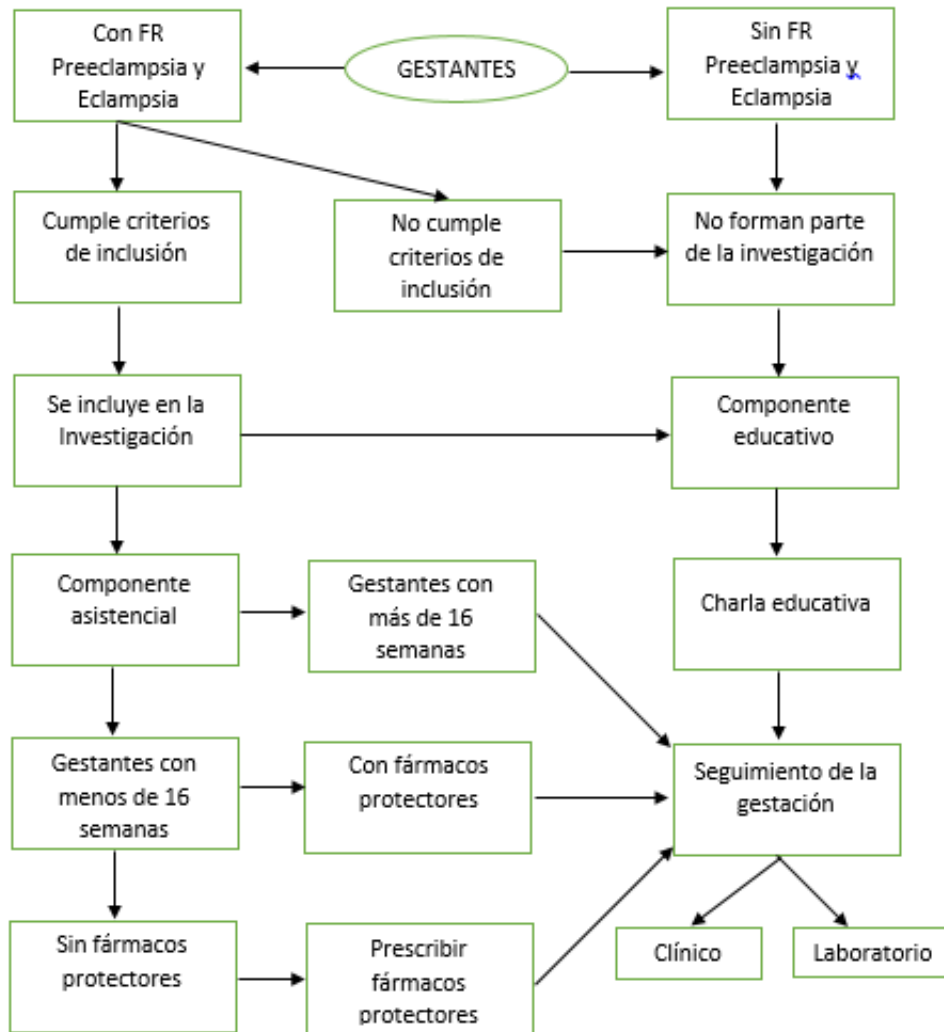 Con FR
Preeclampsia y
Eclampsia
GESTANTES
Sin FR
Preeclampsia y
Eclampsia
Cumple criterios
de inclusión
No cumple
criterios de
inclusión
No forman parte
de la investigación
Se incluye en la
Investigación
Componente
educativo
Componente
asistencial
Gestantes con
más de 16
semanas
Charla educativa
Gestantes con
menos de 16
semanas
Con fármacos
protectores
Seguimiento de la
gestación
Sin fármacos
protectores
Prescribir
fármacos
protectores
Clínico
Laboratorio